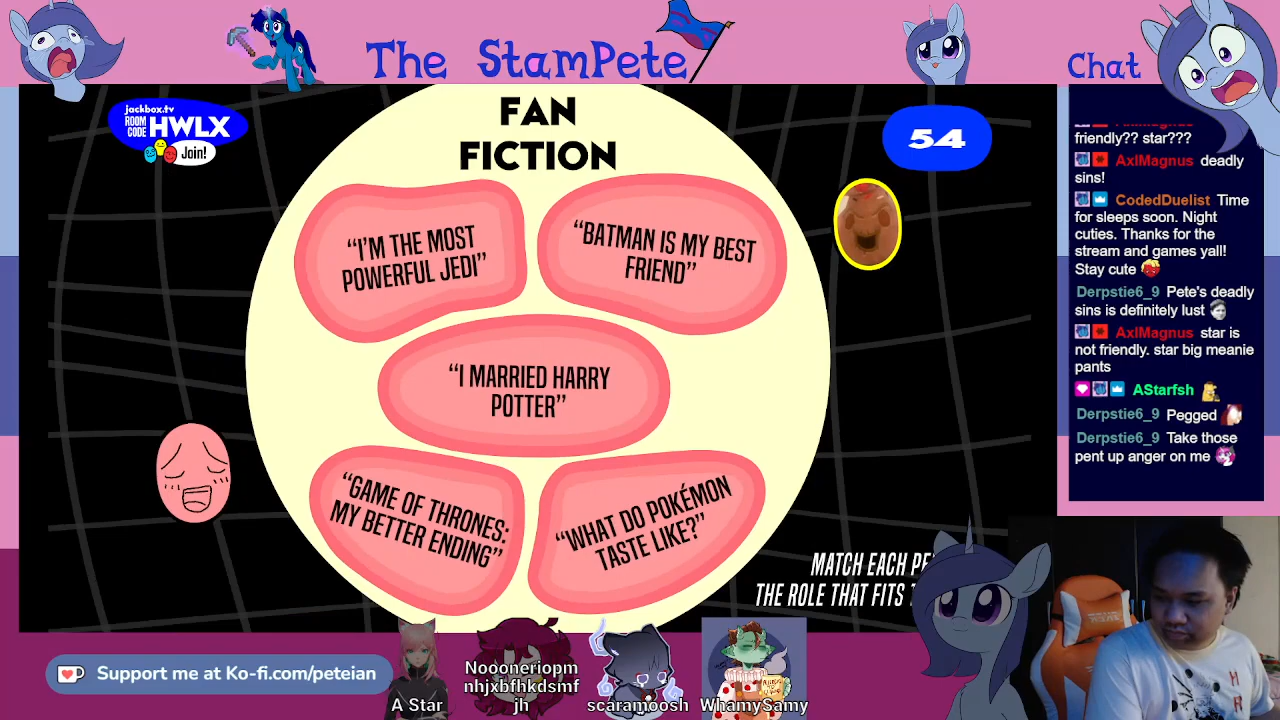 The StamPete
Chat
jackbox.tv
ROOM
CODE
HWLX
Join!
FAN
FICTION
54
“I'M THE MOST
POWERFUL JEDI”
“BATMAN IS MY BEST
FRIEND”
“I MARRIED HARRY
POTTER”
“GAME OF THRONES:
MY BETTER ENDING”
“WHAT DO POKÉMON
TASTE LIKE?”
MATCH EACH
THE ROLE THAT FITS
friendly?? star???
AxlMagnus deadly
sins!
CodedDuelist Time
for sleeps soon. Night
cuties. Thanks for the
stream and games yall!
Stay cute
Derpstie6_9 Pete's deadly
sins is definitely lust
AxlMagnus star is
not friendly. star big meanie
pants
AStarfsh
Derpstie6_9 Pegged
Derpstie6_9 Take those
pent up anger on me
Support me at Ko-fi.com/peteian
A Star
Noooneriopm
nhjxbfhkdsmf
jh
scaramoosh
WhamySamy